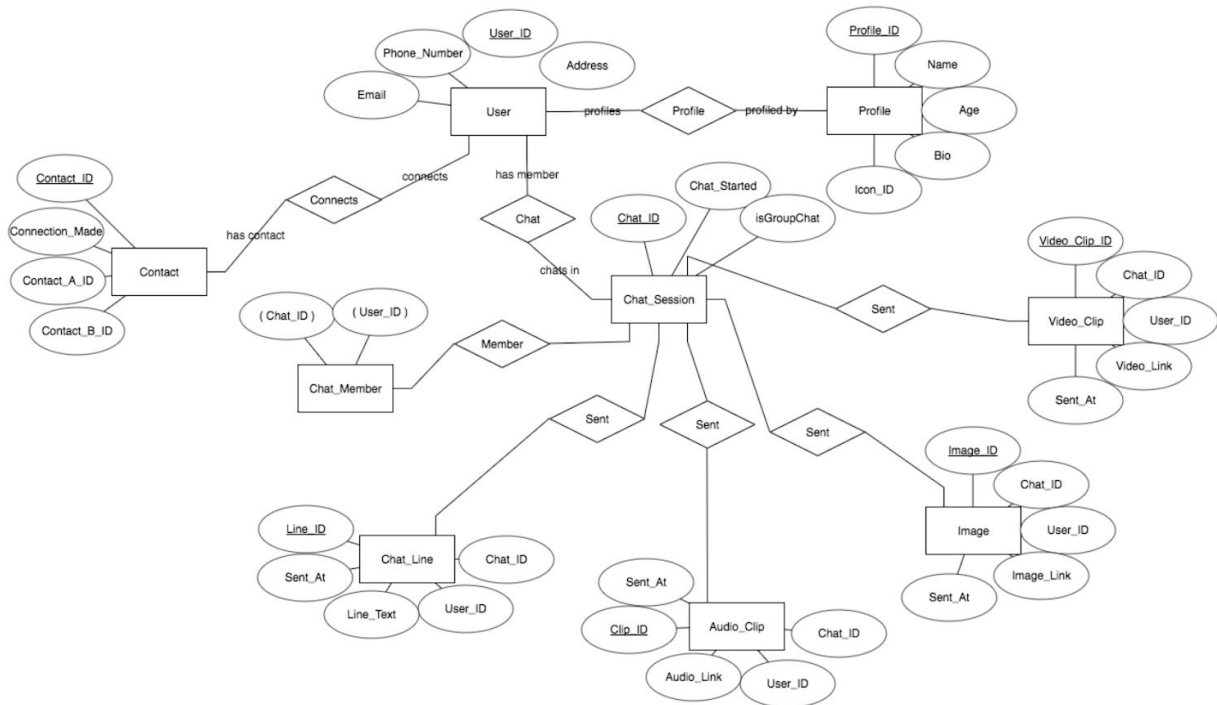 User_ID
Profile_ID
Phone_Number
Address
Name
Email
User
profiles
Profile
profiled by
Profile
Age
Bio
Icon_ID
connects
has member
Contact_ID
Connects
Chat_Started
Chat
Chat_ID
isGroupChat
Connection_Made
has contact
Video_Clip_ID
Contact
chats in
Chat_Session
Chat_ID
Contact_A_ID
Sent
( Chat_ID )
( User_ID )
Video_Clip
User_ID
Contact_B_ID
Member
Video_Link
Chat_Member
Sent_At
Sent
Sent
Sent
Image_ID
Chat_ID
Line_ID
Image
User_ID
Chat_Line
Chat_ID
Sent_At
Image_Link
Sent_At
Sent_At
Line_Text
User_ID
Clip_ID
Audio_Clip
Chat_ID
Audio_Link
User_ID